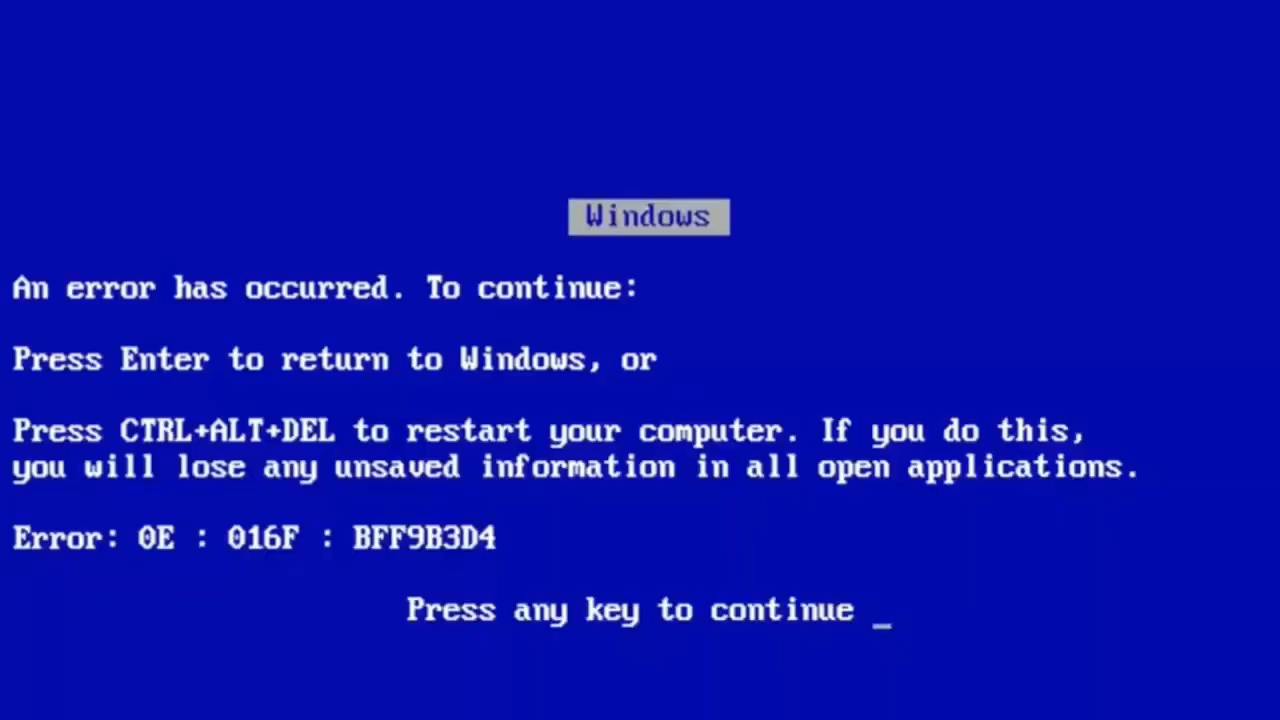 Windows
An error has occurred. To continue:
Press Enter to return to Windows, or
Press CTRL+ALT+DEL to restart your computer. If you do this,
you will lose any unsaved information in all open applications.
Error: 0E : 016F : BFF9B3D4
Press any key to continue _